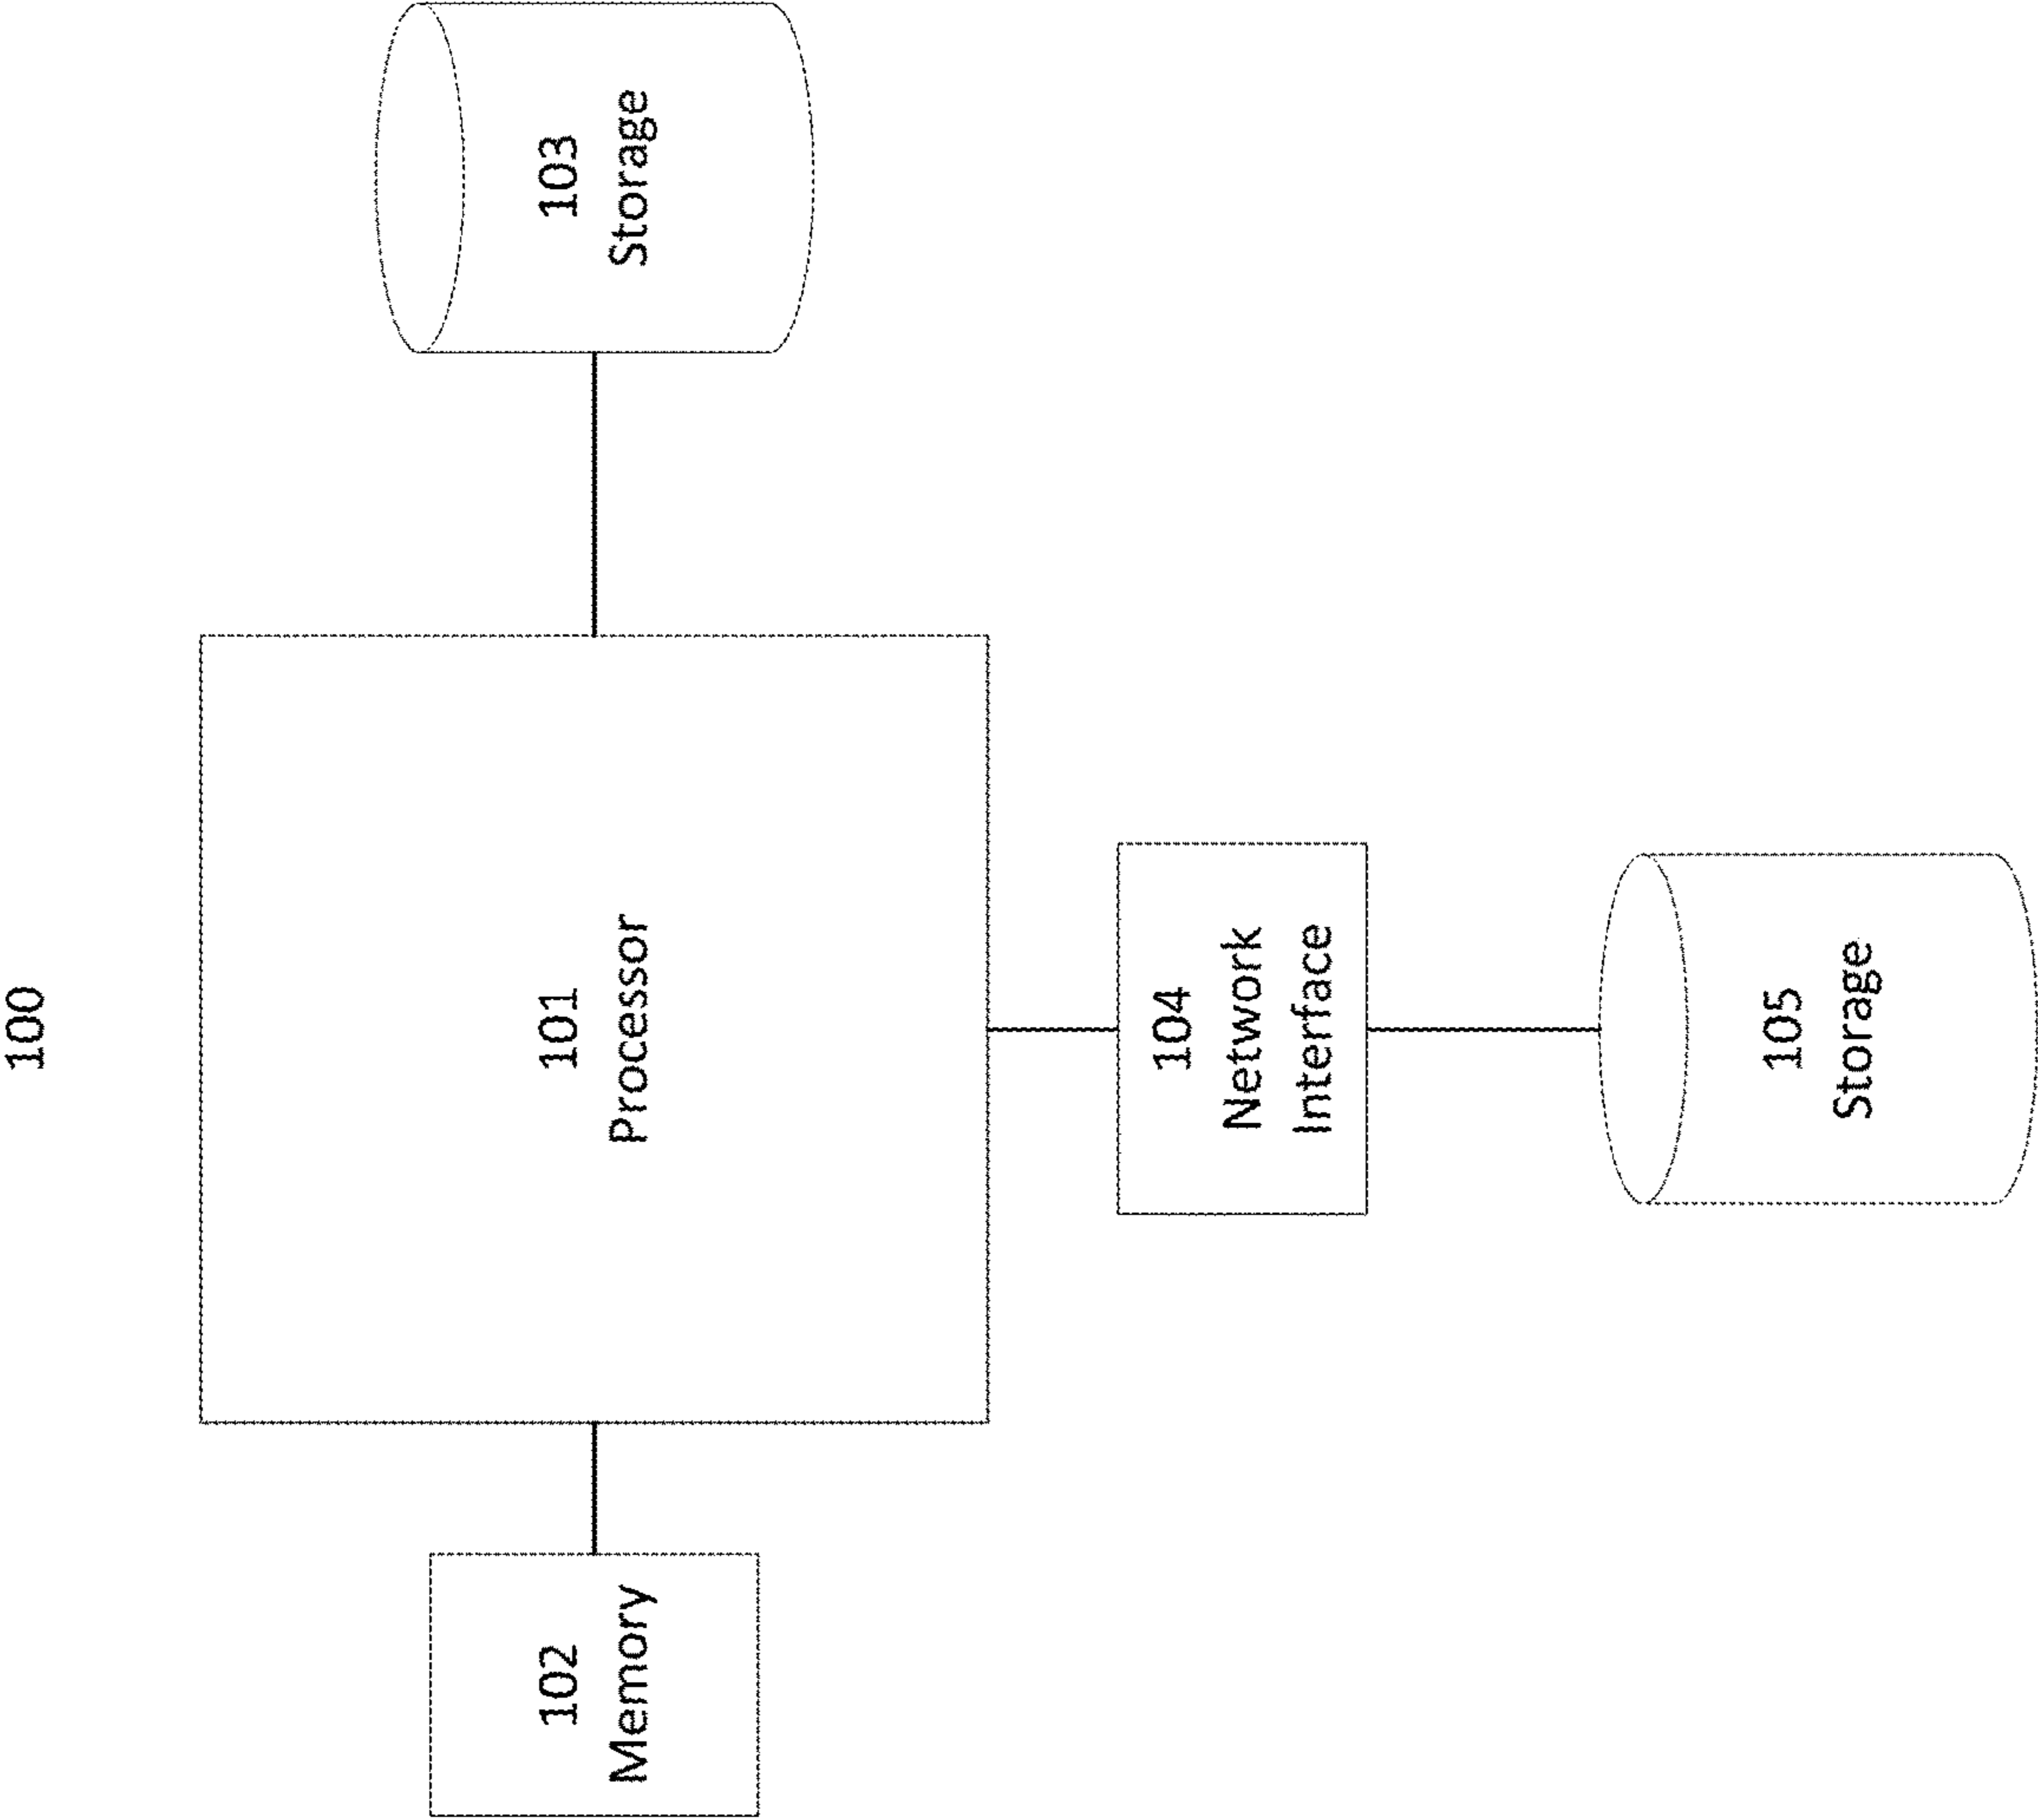 100
101
Processor
102
Memory
103
Storage
104
Network
Interface
105
Storage